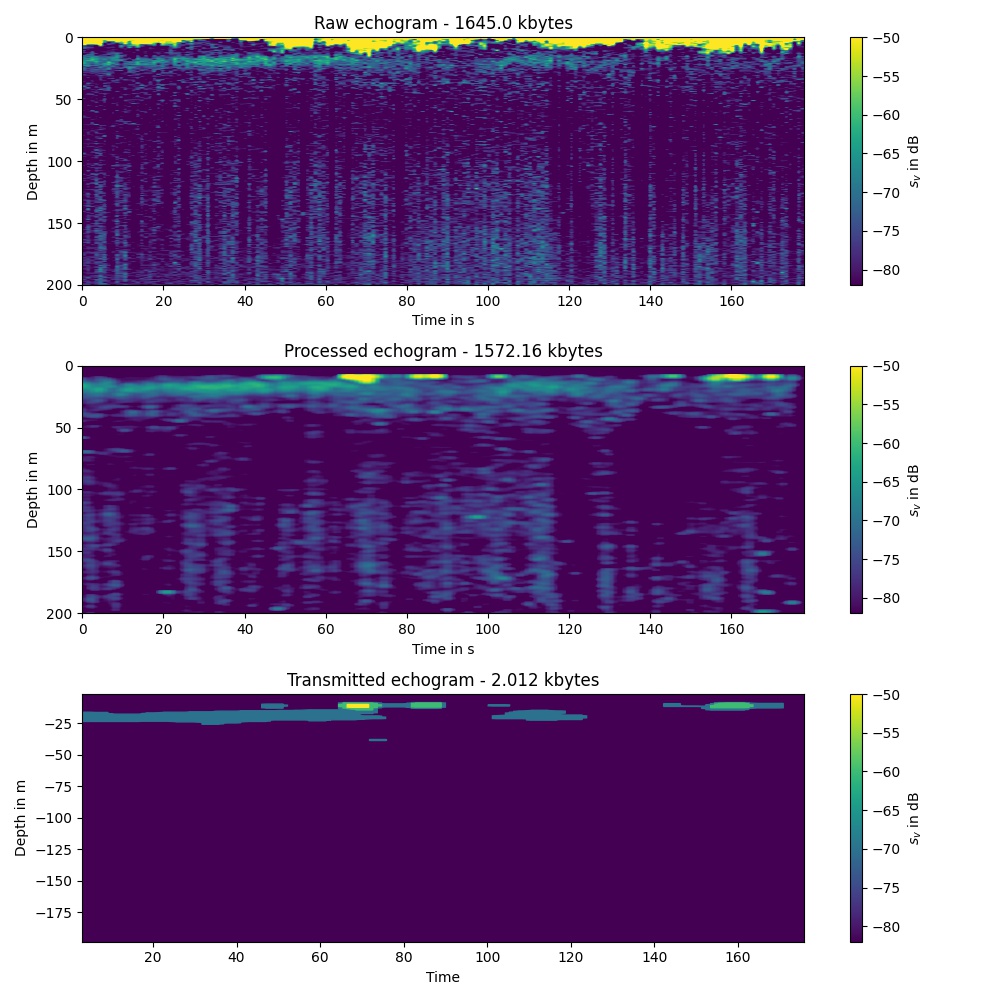 Raw echogram - 1645.0 kbytes
0
50
100
150
200
Depth in m
0 20 40 60 80 100 120 140 160
Time in s
−50
−55
−60
−65
−70
−75
−80
sv in dB
Processed echogram - 1572.16 kbytes
0
50
100
150
200
Depth in m
0 20 40 60 80 100 120 140 160
Time in s
−50
−55
−60
−65
−70
−75
−80
sv in dB
Transmitted echogram - 2.012 kbytes
−25
−50
−75
−100
−125
−150
−175
Depth in m
20 40 60 80 100 120 140 160
Time
−50
−55
−60
−65
−70
−75
−80
sv in dB